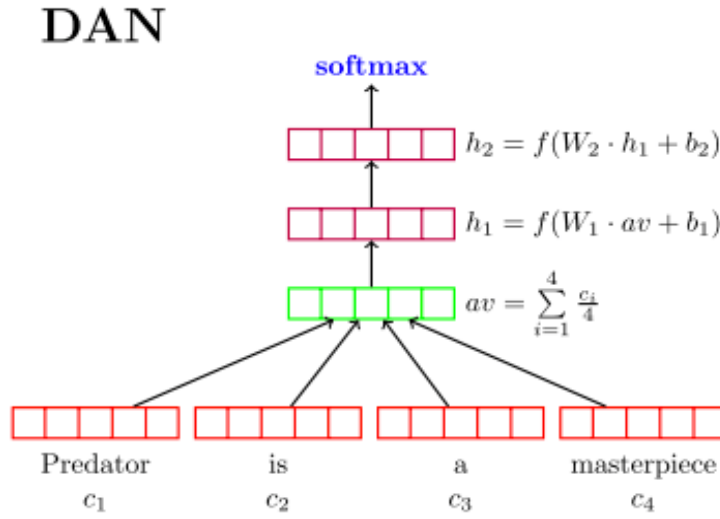 DAN
softmax
h₂ = f(W₂ · h₁ + b₂)
h₁ = f(W₁ · av + b₁)
av = ∑_{i=1}^{4} c_i/4
Predator is a masterpiece
c₁ c₂ c₃ c₄